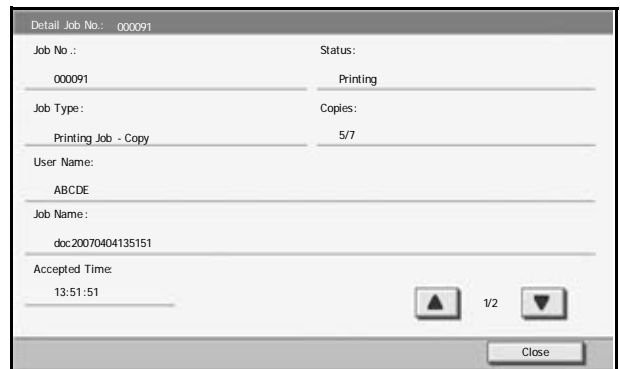 Detail Job No.: 000091
Job No .: Status:
000091 Printing
Job Type: Copies:
Printing Job - Copy 5/7
User Name:
ABCDE
Job Name:
doc20070404135151
Accepted Time:
13:51:51
1/2
Close